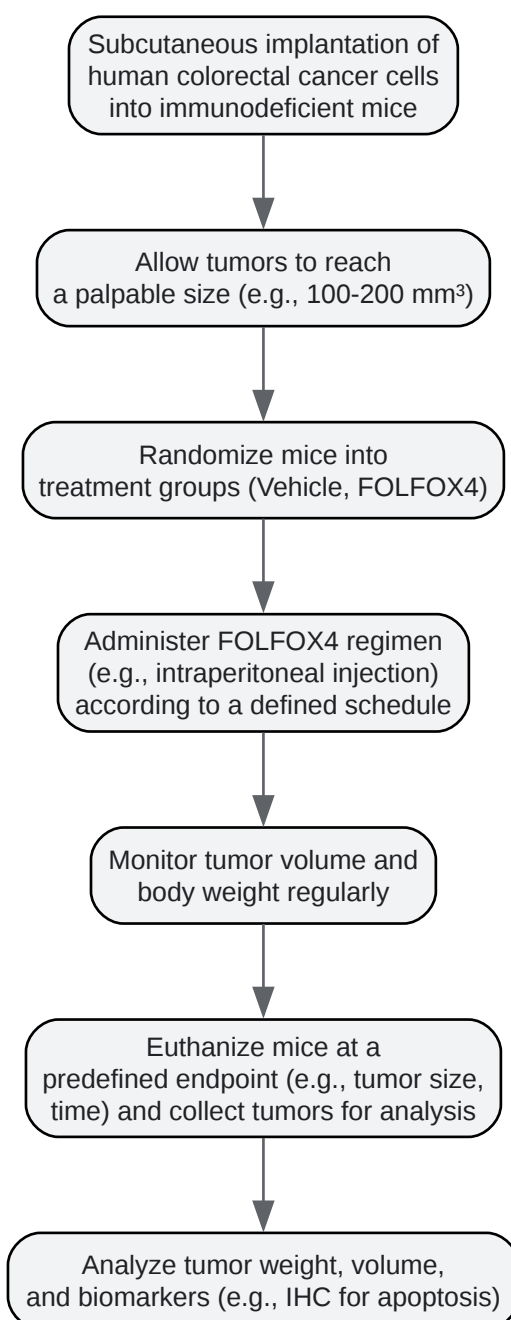 Subcutaneous implantation of
human colorectal cancer cells
into immunodeficient mice
Allow tumors to reach
a palpable size (e.g., 100-200 mm³)
Randomize mice into
treatment groups (Vehicle, FOLFOX4)
Administer FOLFOX4 regimen
(e.g., intraperitoneal injection)
according to a defined schedule
Monitor tumor volume and
body weight regularly
Euthanize mice at a
predefined endpoint (e.g., tumor size,
time) and collect tumors for analysis
Analyze tumor weight, volume,
and biomarkers (e.g., IHC for apoptosis)